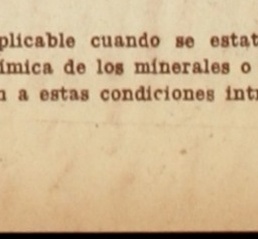 plicable cuando se estat
ímica de los minerales o
n a estas condiciones intr